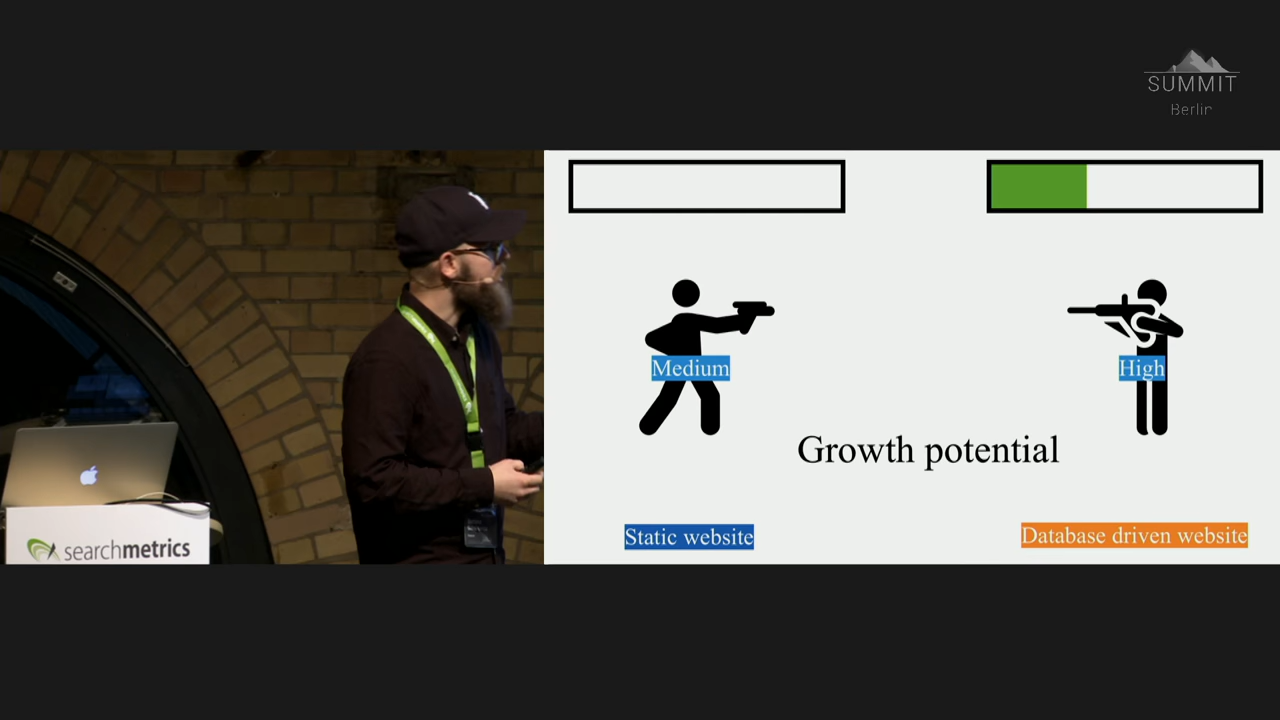 SUMMIT
Berlin
Medium
High
Growth potential
Static website
Database driven website
searchmetrics